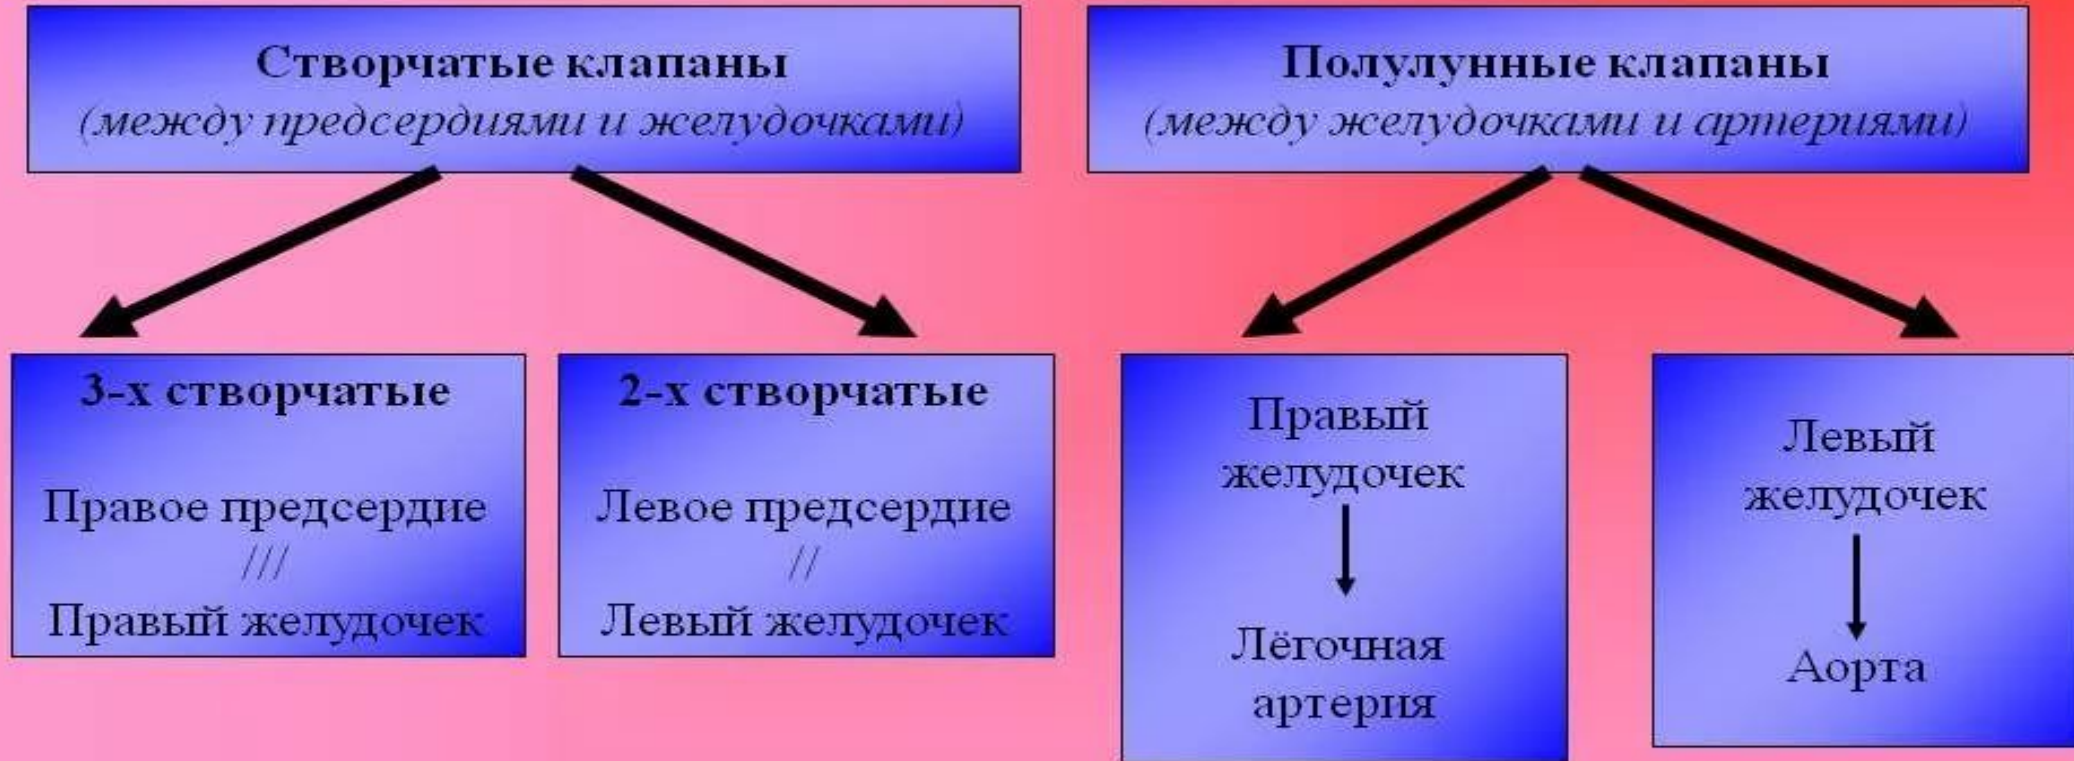 Створчатые клапаны
(между предсердиями и желудочками)
Полулунные клапаны
(между желудочками и артериями)
3-х створчатые
Правое предсердие
///
Правый желудочек
2-х створчатые
Левое предсердие
//
Левый желудочек
Правый
желудочек
Лёгочная
артерия
Левый
желудочек
Аорта